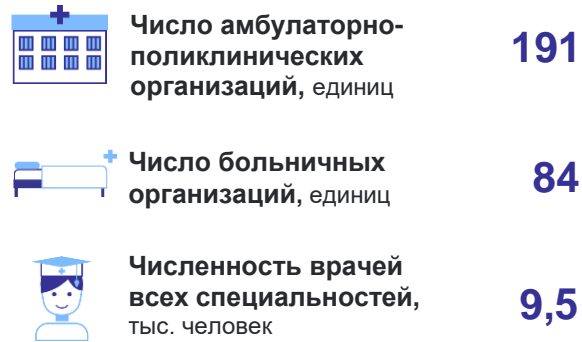 Число амбулаторно-
поликлинических
организаций, единиц
191
Число больничных
организаций, единиц
84
Численность врачей
всех специальностей,
тыс. человек
9,5